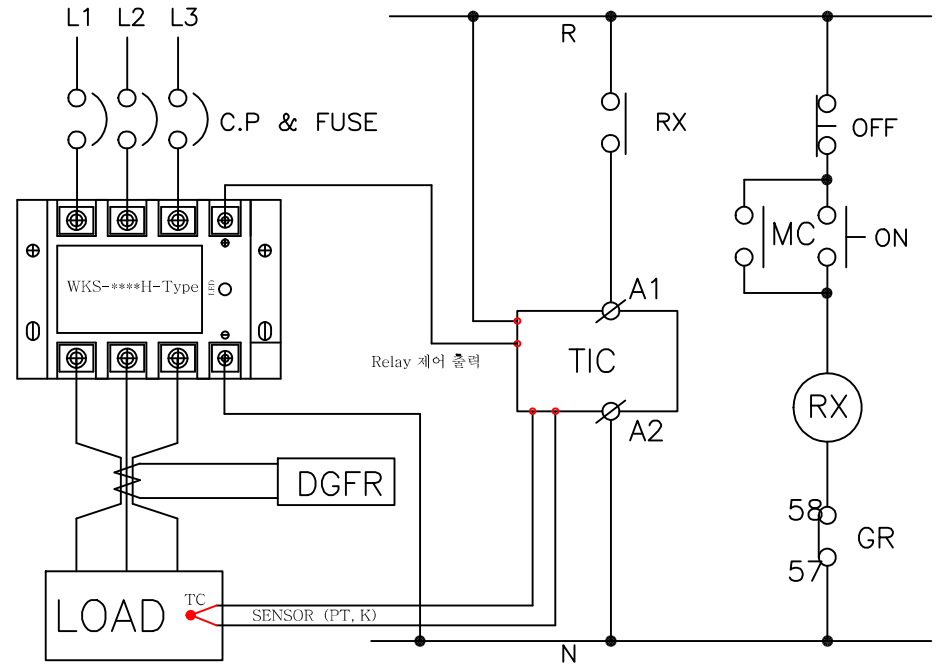 L1 L2 L3
R
C.P & FUSE
RX
OFF
MC
ON
WKS-****H-Type
LED
A1
Relay 제어 출력
TIC
A2
RX
DGFR
58
GR
57
LOAD
TC
SENSOR (PT, K)
N